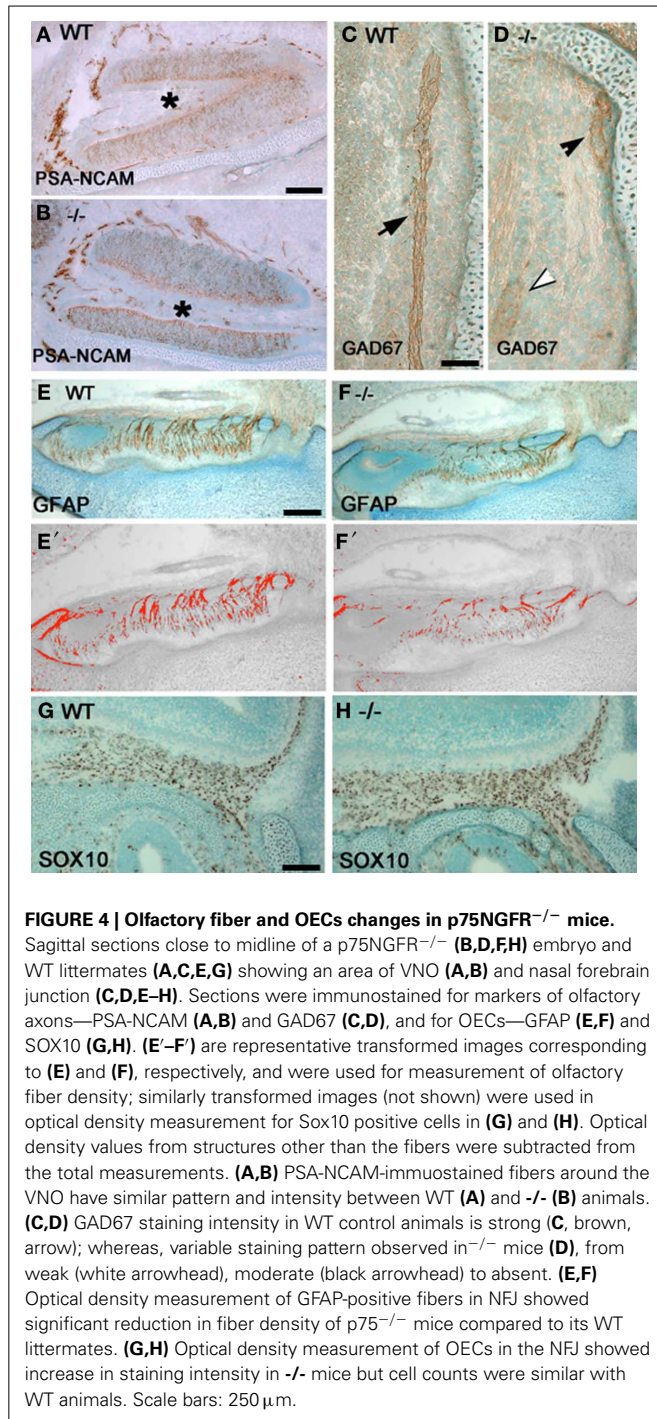 A WT
PSA-NCAM
B -/-
PSA-NCAM
C WT
GAD67
D -/-
GAD67
E WT
GFAP
F -/-
GFAP
E′
F′
G WT
SOX10
H -/-
SOX10
FIGURE 4 | Olfactory fiber and OECs changes in p75NGFR−/− mice.
Sagittal sections close to midline of a p75NGFR−/− (B,D,F,H) embryo and
WT littermates (A,C,E,G) showing an area of VNO (A,B) and nasal forebrain
junction (C,D,E–H). Sections were immunostained for markers of olfactory
axons—PSA-NCAM (A,B) and GAD67 (C,D), and for OECs—GFAP (E,F) and
SOX10 (G,H). (E′–F′) are representative transformed images corresponding
to (E) and (F), respectively, and were used for measurement of olfactory
fiber density; similarly transformed images (not shown) were used in
optical density measurement for Sox10 positive cells in (G) and (H). Optical
density values from structures other than the fibers were subtracted from
the total measurements. (A,B) PSA-NCAM-immuostained fibers around the
VNO have similar pattern and intensity between WT (A) and -/- (B) animals.
(C,D) GAD67 staining intensity in WT control animals is strong (C, brown,
arrow); whereas, variable staining pattern observed in−/− mice (D), from
weak (white arrowhead), moderate (black arrowhead) to absent. (E,F)
Optical density measurement of GFAP-positive fibers in NFJ showed
significant reduction in fiber density of p75−/− mice compared to its WT
littermates. (G,H) Optical density measurement of OECs in the NFJ showed
increase in staining intensity in -/- mice but cell counts were similar with
WT animals. Scale bars: 250 μm.